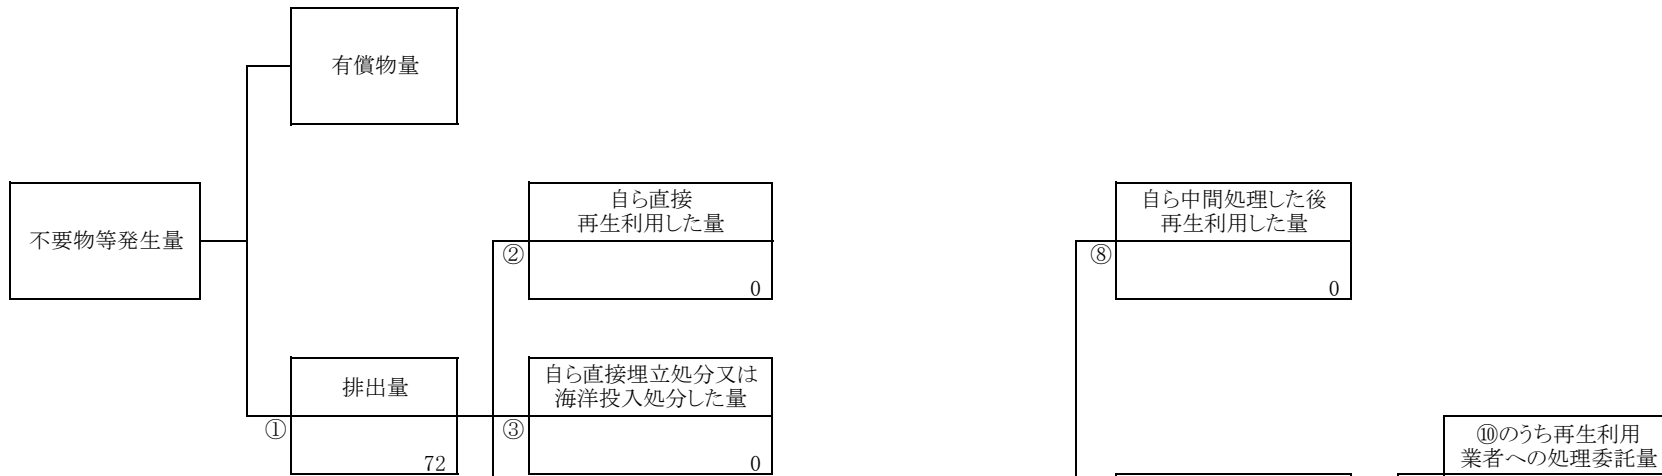 有償物量
不要物等発生量
自ら直接
再生利用した量
②
0
自ら中間処理した後
再生利用した量
⑧
0
排出量
①
72
自ら直接埋立処分又は
海洋投入処分した量
③
0
⑩のうち再生利用
業者への処理委託量